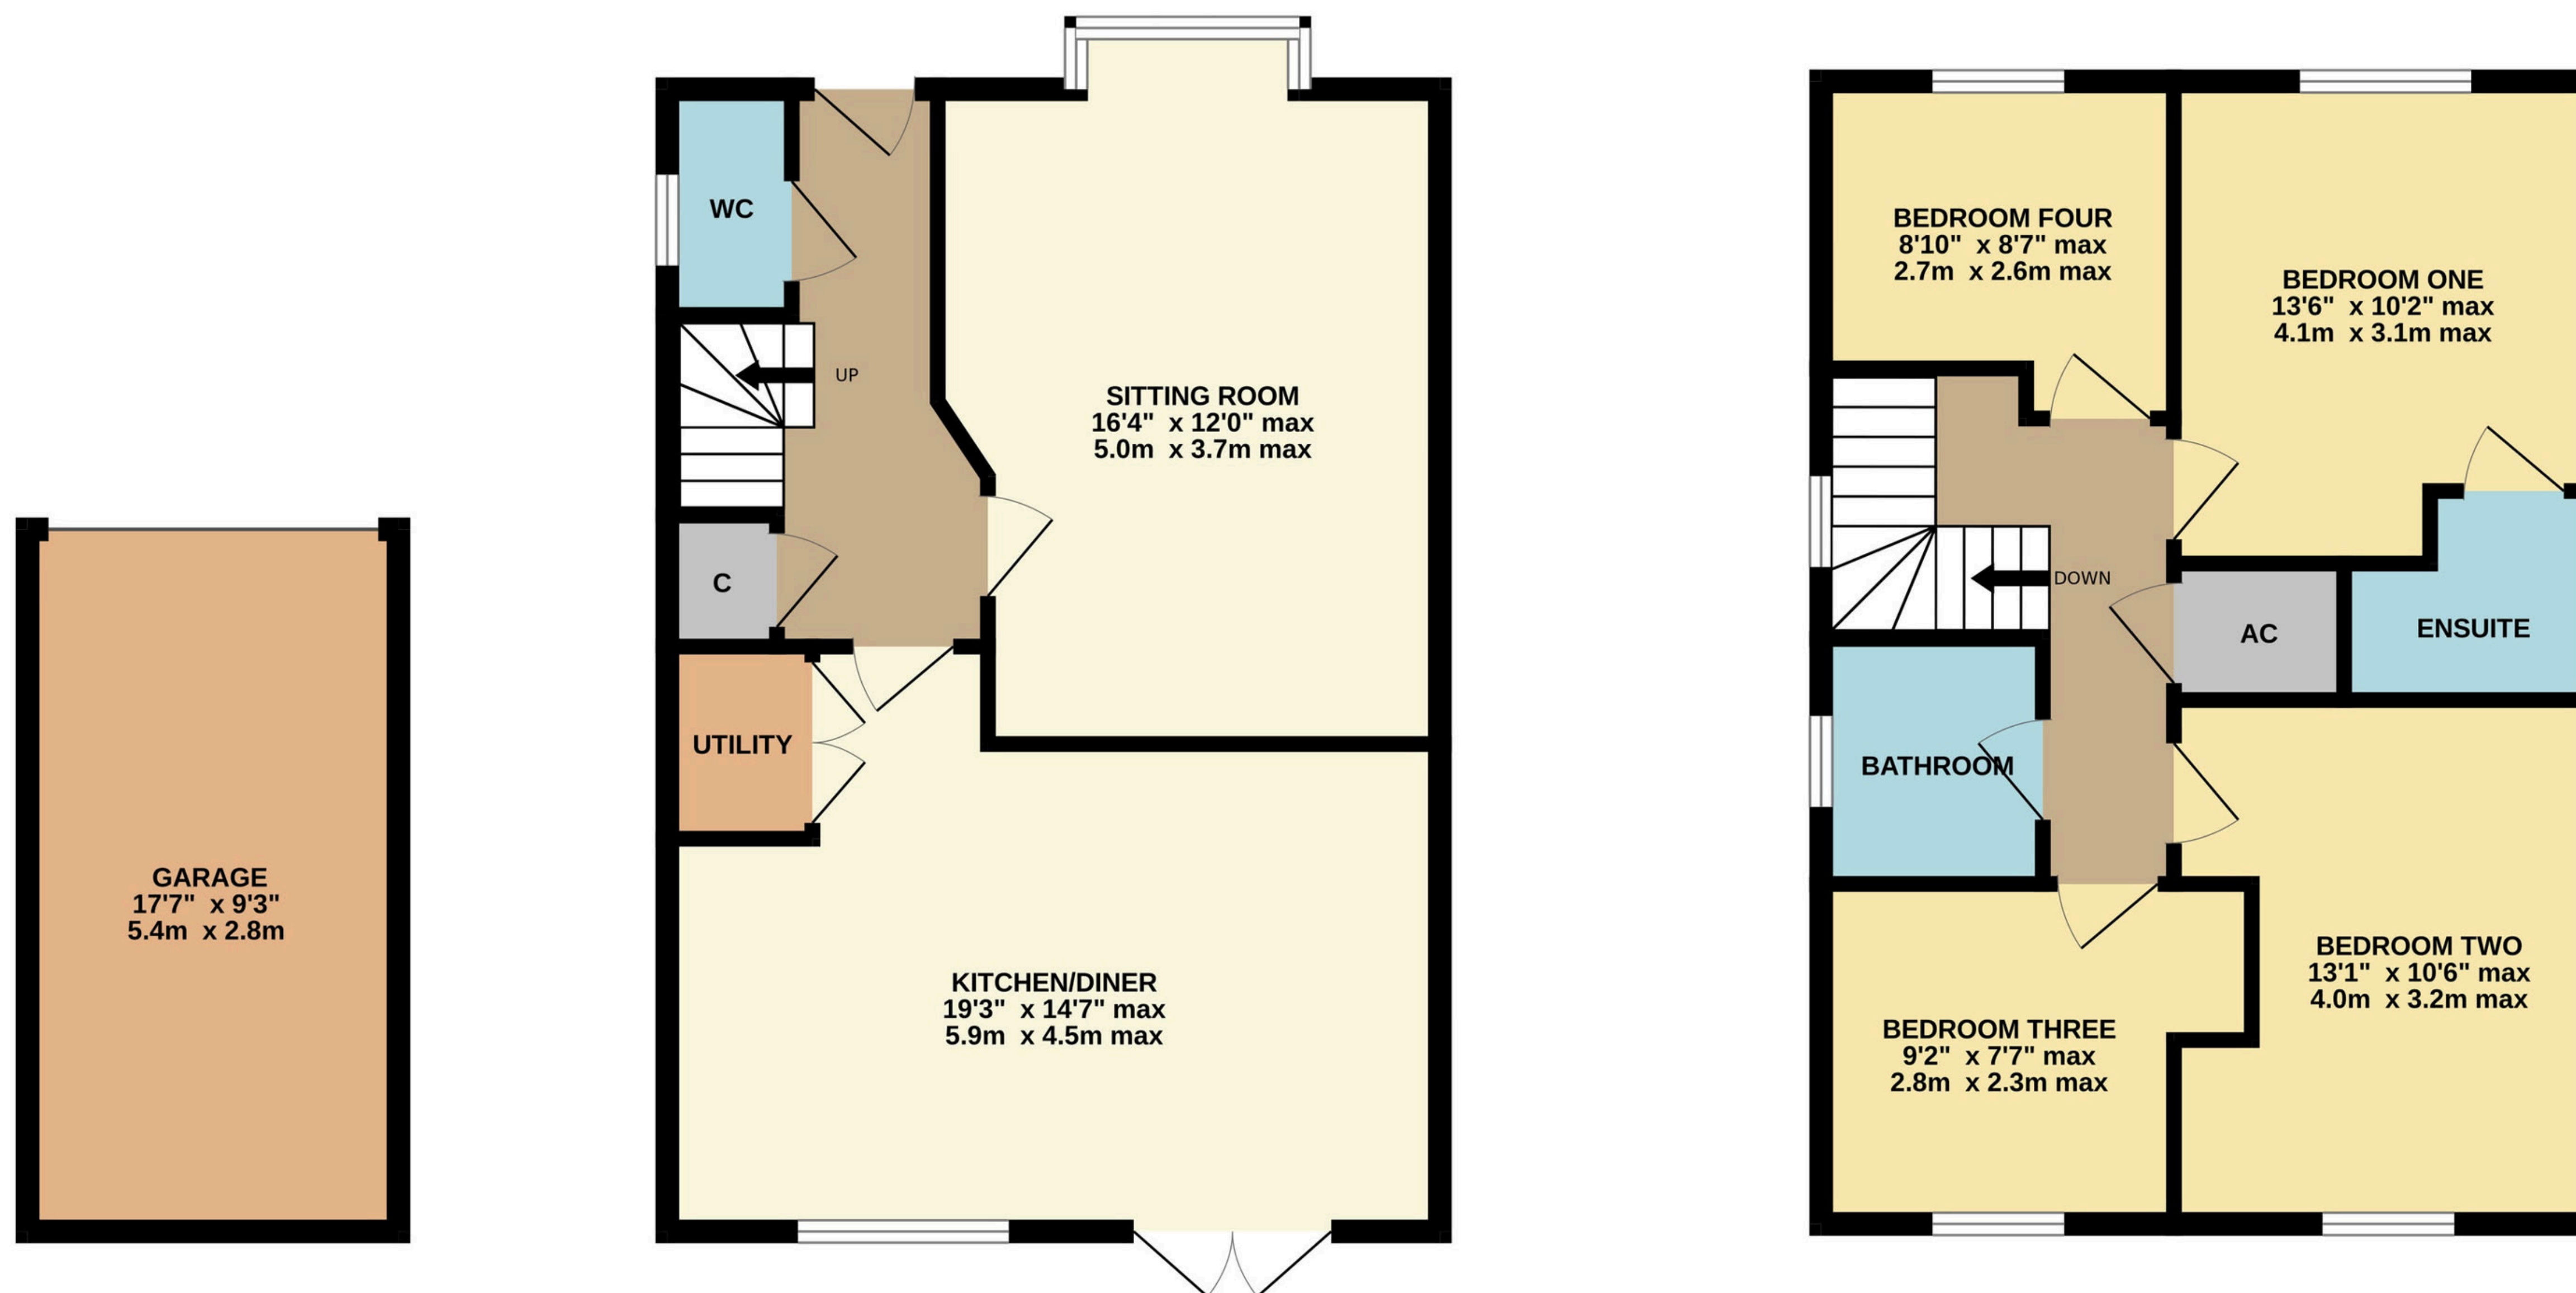 GARAGE
17'7" x 9'3"
5.4m x 2.8m
WC
UP
C
UTILITY
SITTING ROOM
16'4" x 12'0" max
5.0m x 3.7m max
KITCHEN/DINER
19'3" x 14'7" max
5.9m x 4.5m max
BEDROOM FOUR
8'10" x 8'7" max
2.7m x 2.6m max
BEDROOM ONE
13'6" x 10'2" max
4.1m x 3.1m max
DOWN
AC
ENSUITE
BATHROOM
BEDROOM TWO
13'1" x 10'6" max
4.0m x 3.2m max
BEDROOM THREE
9'2" x 7'7" max
2.8m x 2.3m max